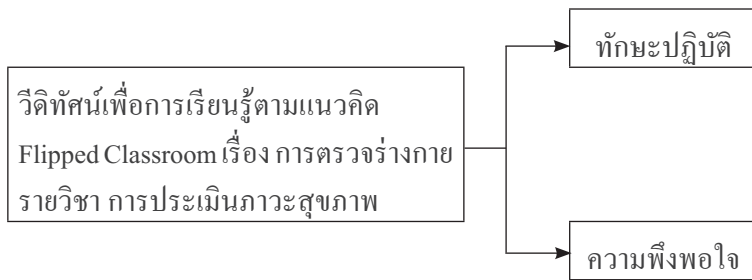 ทักษะปฏิบัติ
วีดิทัศน์เพื่อการเรียนรู้ตามแนวคิด
Flipped Classroom เรื่อง การตรวจร่างกาย
รายวิชา การประเมินภาวะสุขภาพ
ความพึงพอใจ